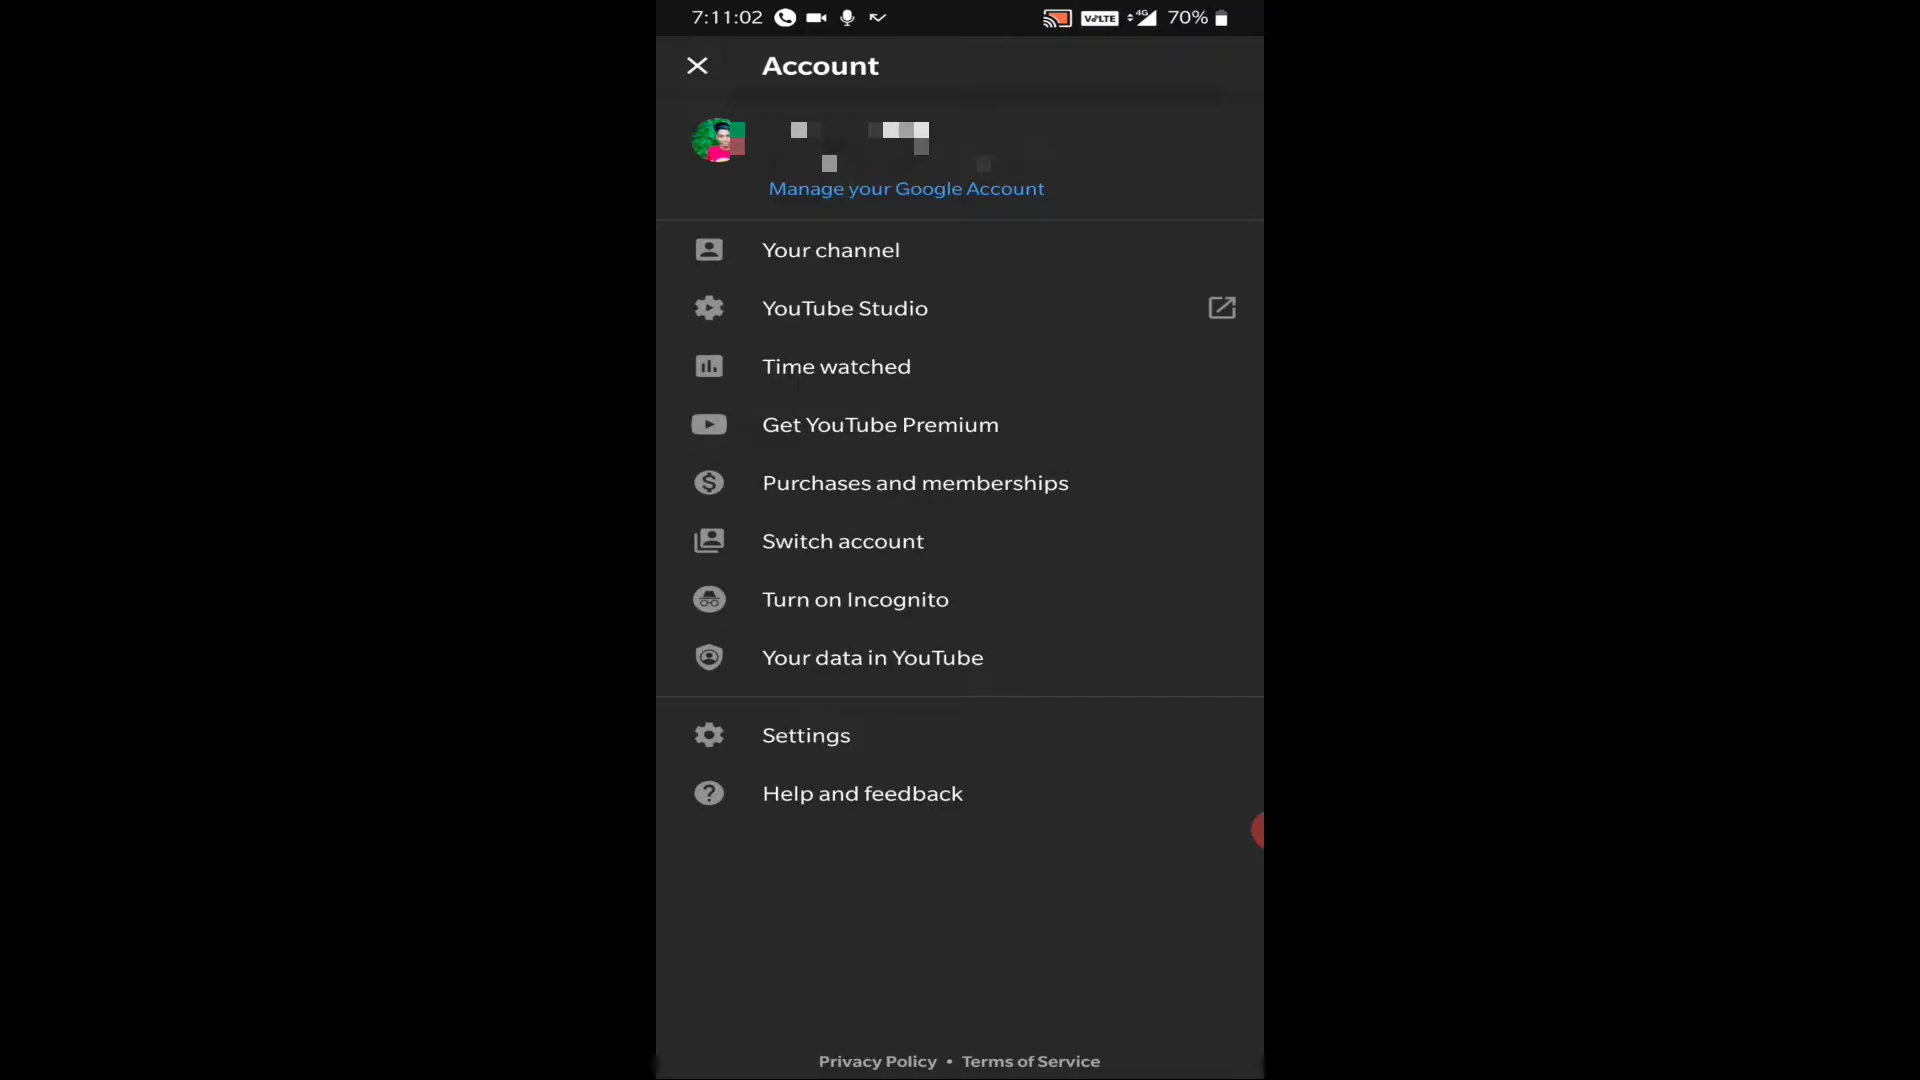 7:11:02 VoLTE 4G 70%
Account
Manage your Google Account
Your channel
YouTube Studio
Time watched
Get YouTube Premium
Purchases and memberships
Switch account
Turn on Incognito
Your data in YouTube
Settings
Help and feedback
Privacy Policy • Terms of Service